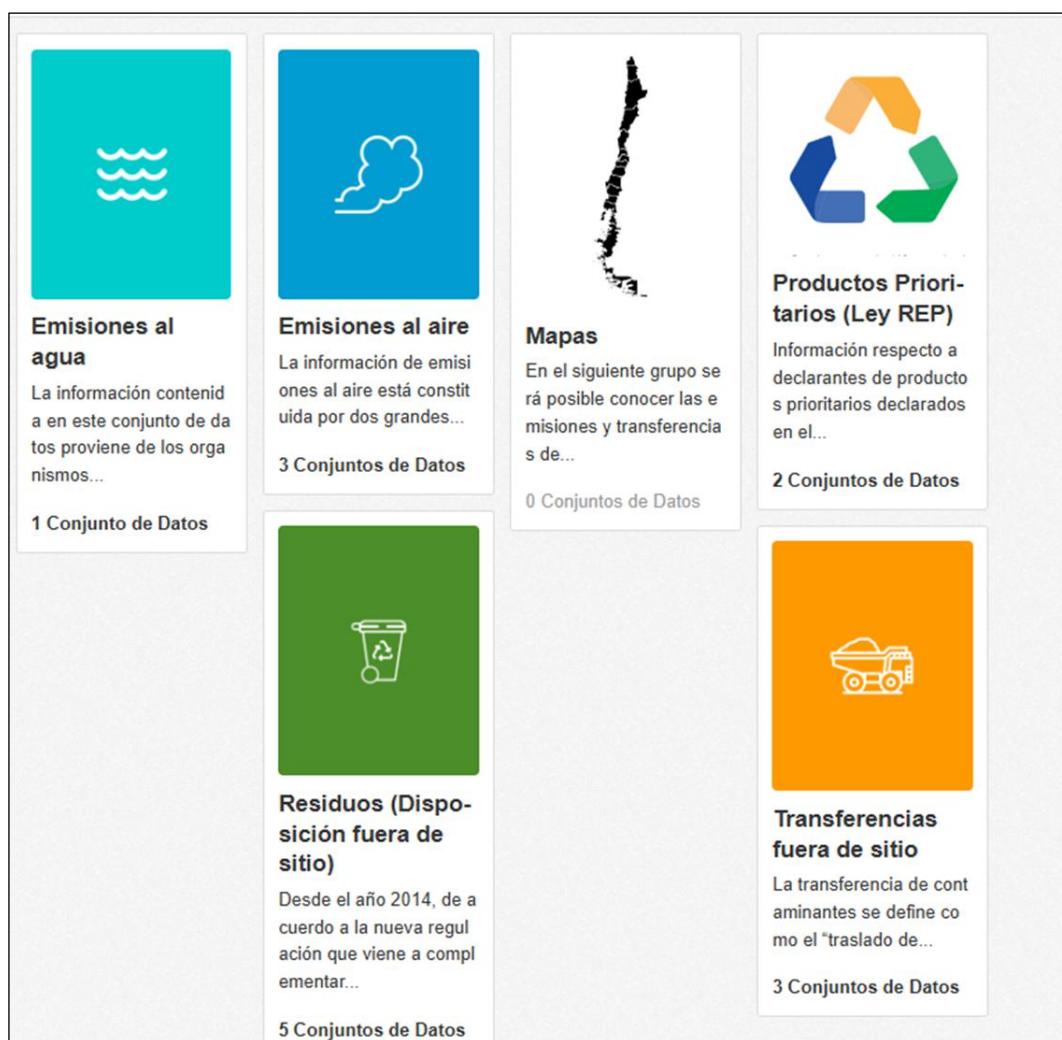 Emisiones al
agua
La información contenid
a en este conjunto de da
tos proviene de los orga
nismos...
1 Conjunto de Datos
Emisiones al aire
La información de emisi
ones al aire está constit
uida por dos grandes...
3 Conjuntos de Datos
Mapas
En el siguiente grupo se
rá posible conocer las e
misiones y transferencia
s de...
0 Conjuntos de Datos
Productos Priori-
tarios (Ley REP)
Información respecto a
declarantes de producto
s prioritarios declarados
en el...
2 Conjuntos de Datos
Residuos (Dispo-
sición fuera de
sitio)
Desde el año 2014, de a
cuerdo a la nueva regul
ación que viene a compl
ementar...
5 Conjuntos de Datos
Transferencias
fuera de sitio
La transferencia de cont
aminantes se define co
mo el “traslado de...
3 Conjuntos de Datos